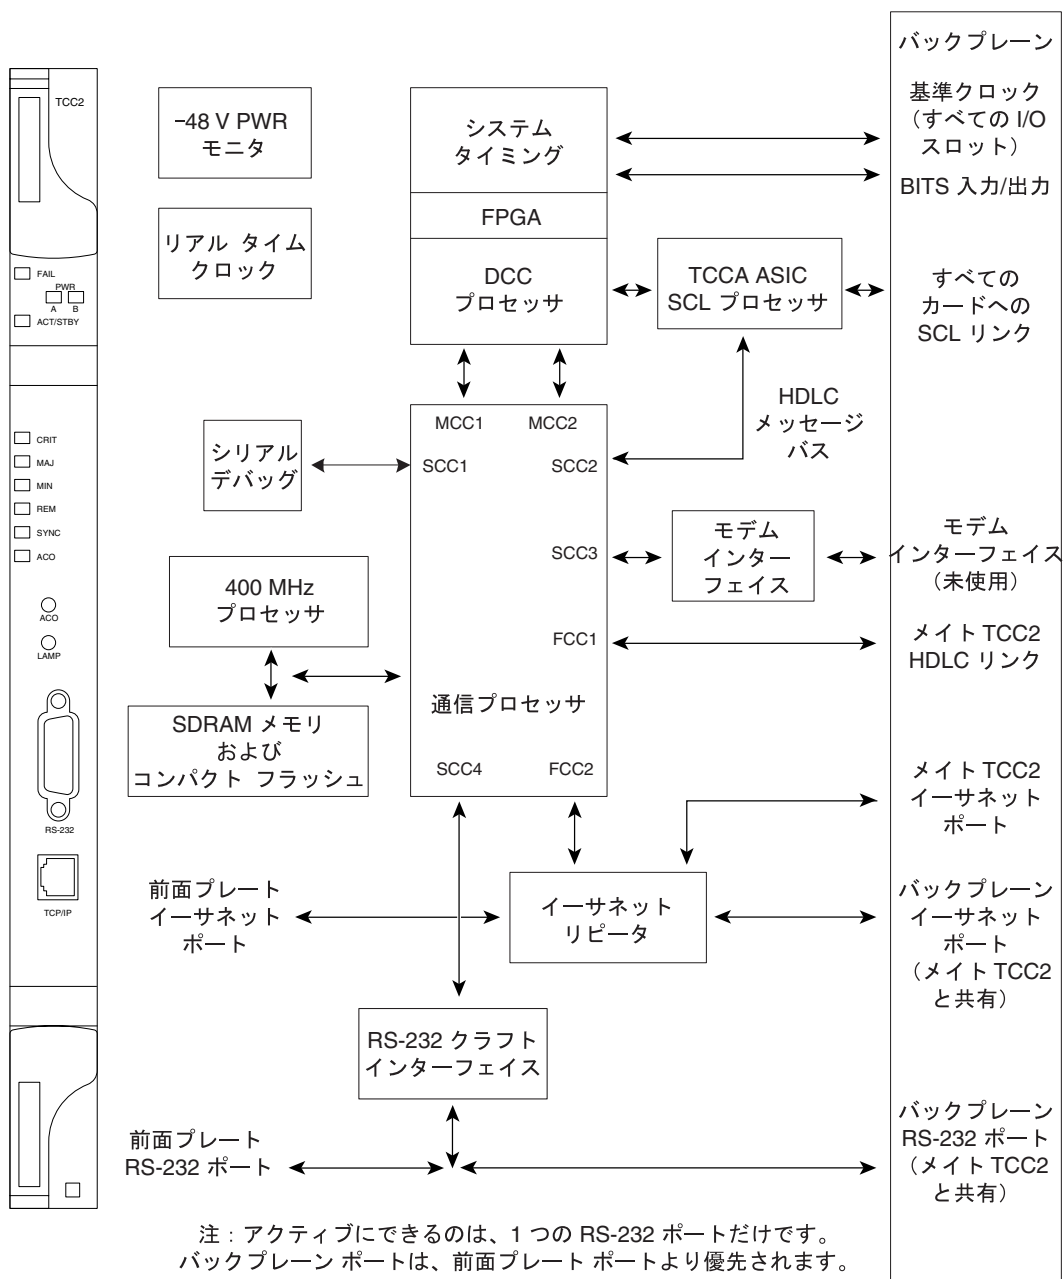 TCC2
FAIL
PWR
A B
ACT/STBY
CRIT
MAJ
MIN
REM
SYNC
ACO
ACO
LAMP
RS-232
TCP/IP
−48 V PWR
モニタ
リアル タイム
クロック
システム
タイミング
FPGA
DCC
プロセッサ
TCCA ASIC
SCL プロセッサ
HDLC
メッセージ
バス
MCC1 MCC2
SCC1 SCC2
SCC3
FCC1
通信プロセッサ
SCC4 FCC2
シリアル
デバッグ
400 MHz
プロセッサ
SDRAM メモリ
および
コンパクト フラッシュ
モデム
インター
フェイス
前面プレート
イーサネット
ポート
イーサネット
リピータ
RS-232 クラフト
インターフェイス
前面プレート
RS-232 ポート
バックプレーン
基準クロック
（すべての I/O
スロット）
BITS 入力/出力
すべての
カードへの
SCL リンク
モデム
インターフェイス
（未使用）
メイト TCC2
HDLC リンク
メイト TCC2
イーサネット
ポート
バックプレーン
イーサネット
ポート
（メイト TCC2
と共有）
バックプレーン
RS-232 ポート
（メイト TCC2
と共有）
注：アクティブにできるのは、1 つの RS-232 ポートだけです。
バックプレーン ポートは、前面プレート ポートより優先されます。